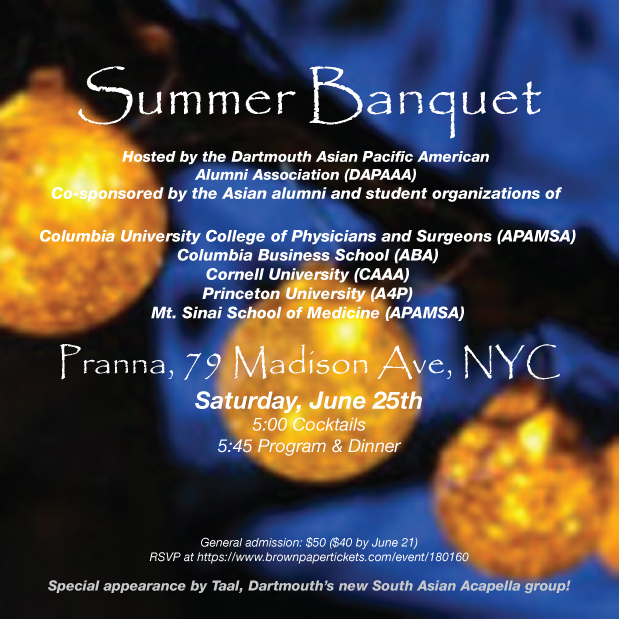 Summer Banquet
Hosted by the Dartmouth Asian Pacific American
Alumni Association (DAPAAA)
Co-sponsored by the Asian alumni and student organizations of
Columbia University College of Physicians and Surgeons (APAMSA)
Columbia Business School (ABA)
Cornell University (CAAA)
Princeton University (A4P)
Mt. Sinai School of Medicine (APAMSA)
Pranna, 79 Madison Ave, NYC
Saturday, June 25th
5:00 Cocktails
5:45 Program & Dinner
General admission: $50 ($40 by June 21)
RSVP at https://www.brownpapertickets.com/event/180160
Special appearance by Taal, Dartmouth's new South Asian Acapella group!